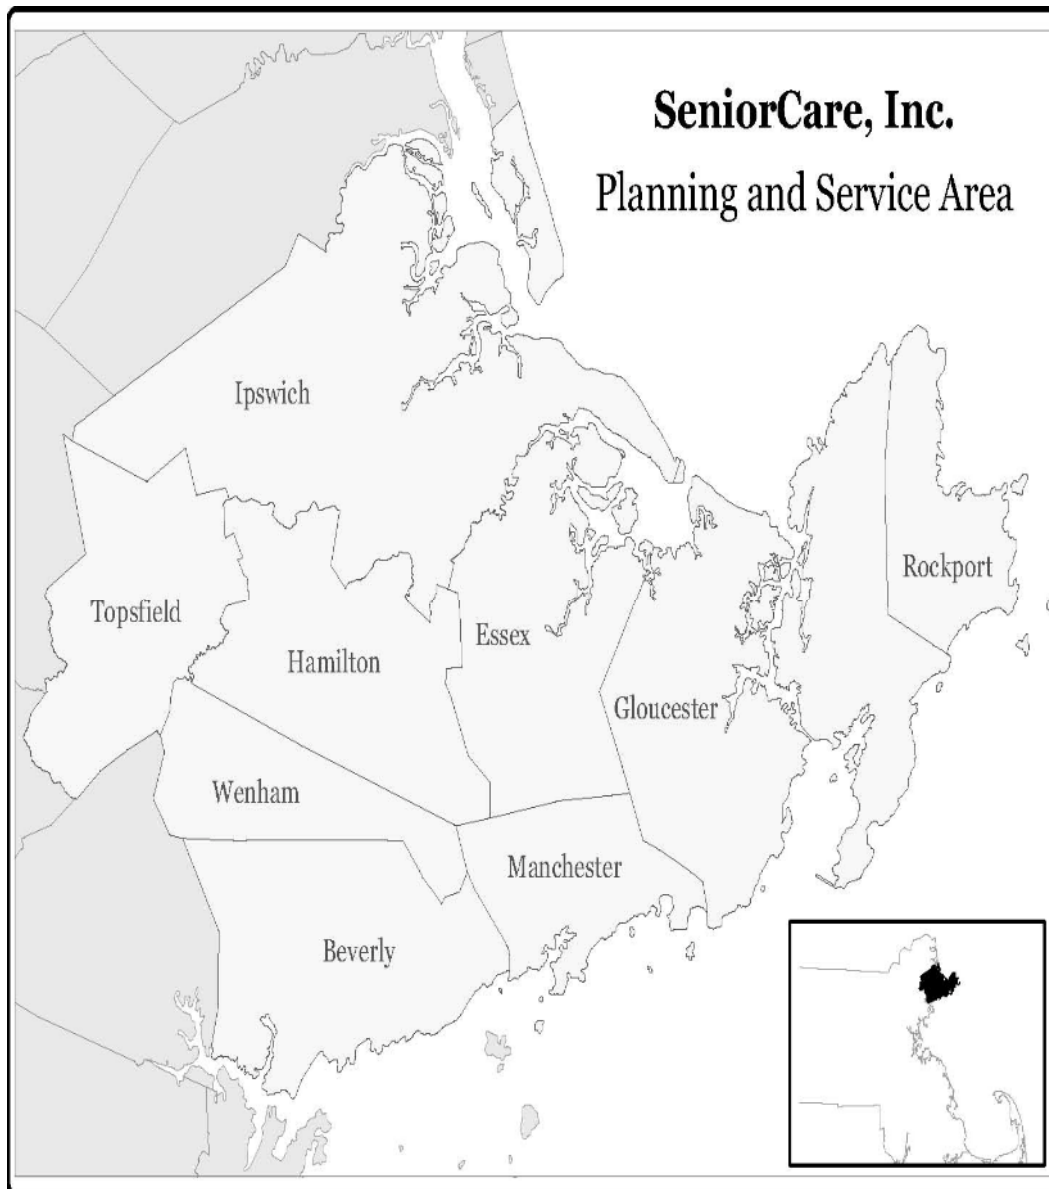 SeniorCare, Inc.
Planning and Service Area
Ipswich
Rockport
Topsfield
Essex
Hamilton
Gloucester
Wenham
Manchester
Beverly